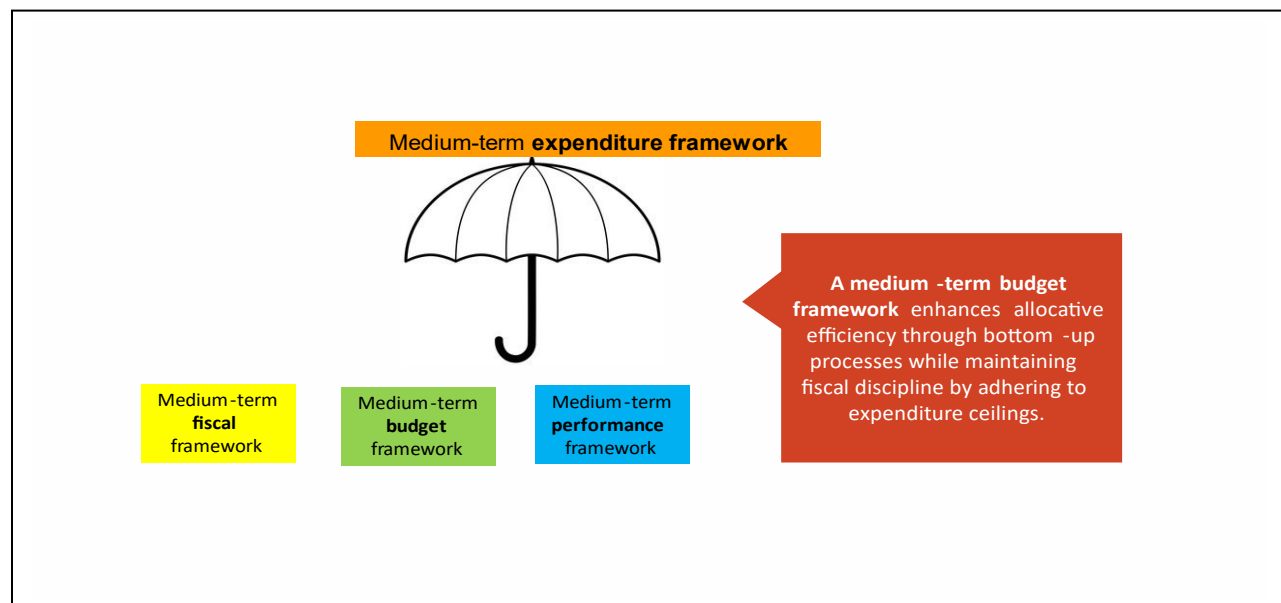 Medium-term expenditure framework
A medium -term budget
framework enhances allocative
efficiency through bottom -up
processes while maintaining
fiscal discipline by adhering to
expenditure ceilings.
Medium-term
fiscal
framework
Medium-term
budget
framework
Medium-term
performance
framework